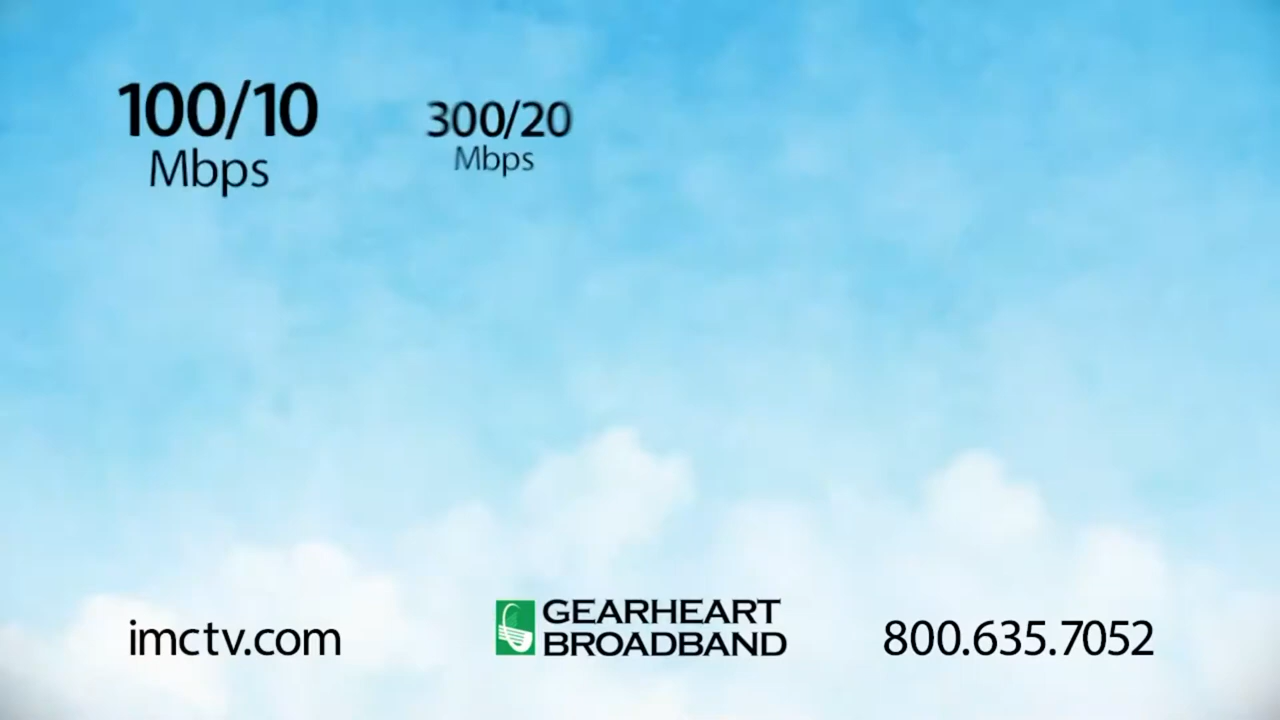 100/10
Mbps
300/20
Mbps
imctv.com
GEARHEART
BROADBAND
800.635.7052